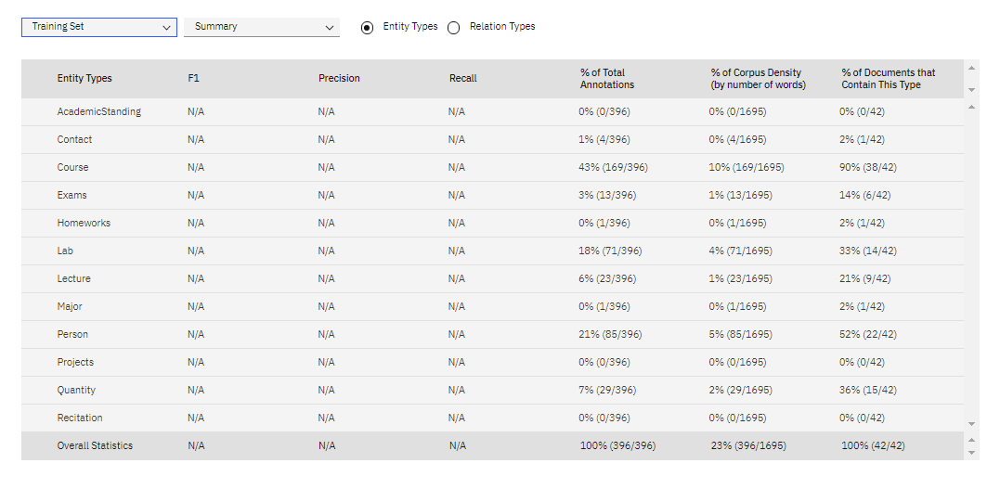 Training Set Summary Entity Types Relation Types
Entity Types F1 Precision Recall % of Total Annotations % of Corpus Density (by number of words) % of Documents that Contain This Type
AcademicStanding N/A N/A N/A 0% (0/396) 0% (0/1695) 0% (0/42)
Contact N/A N/A N/A 1% (4/396) 0% (4/1695) 2% (1/42)
Course N/A N/A N/A 43% (169/396) 10% (169/1695) 90% (38/42)
Exams N/A N/A N/A 3% (13/396) 1% (13/1695) 14% (6/42)
Homeworks N/A N/A N/A 0% (1/396) 0% (1/1695) 2% (1/42)
Lab N/A N/A N/A 18% (71/396) 4% (71/1695) 33% (14/42)
Lecture N/A N/A N/A 6% (23/396) 1% (23/1695) 21% (9/42)
Major N/A N/A N/A 0% (1/396) 0% (1/1695) 2% (1/42)
Person N/A N/A N/A 21% (85/396) 5% (85/1695) 52% (22/42)
Projects N/A N/A N/A 0% (0/396) 0% (0/1695) 0% (0/42)
Quantity N/A N/A N/A 7% (29/396) 2% (29/1695) 36% (15/42)
Recitation N/A N/A N/A 0% (0/396) 0% (0/1695) 0% (0/42)
Overall Statistics N/A N/A N/A 100% (396/396) 23% (396/1695) 100% (42/42)